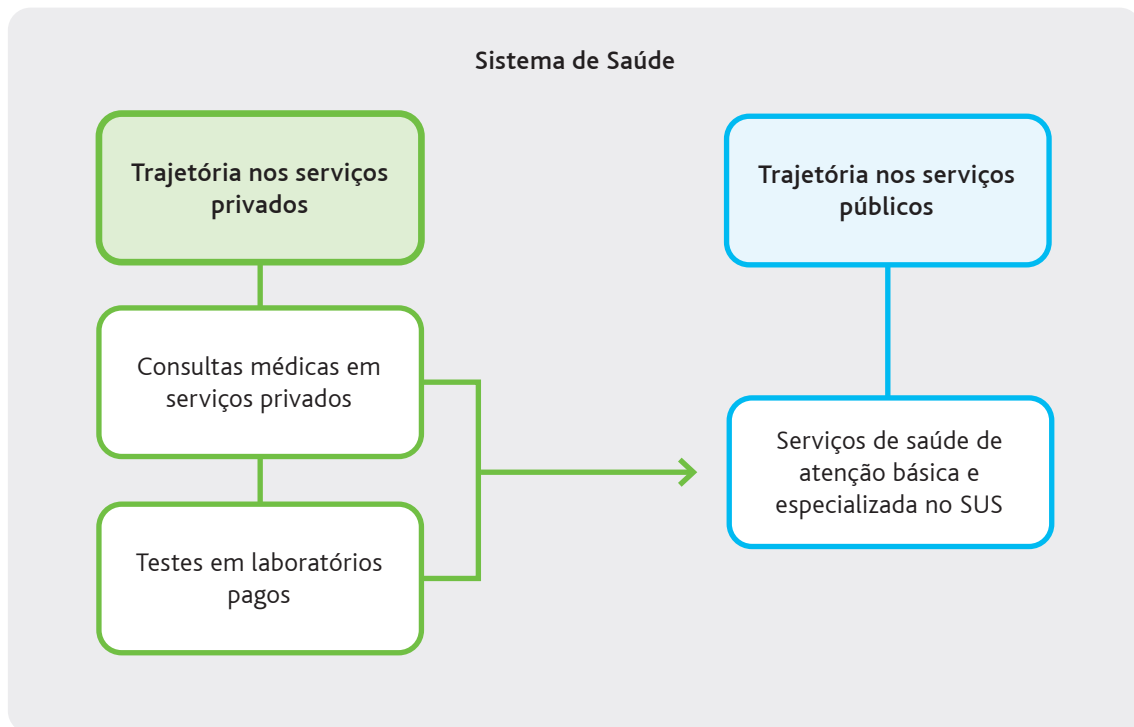 Sistema de Saúde
Trajetória nos serviços
privados
Trajetória nos serviços
públicos
Consultas médicas em
serviços privados
Serviços de saúde de
atenção básica e
especializada no SUS
Testes em laboratórios
pagos